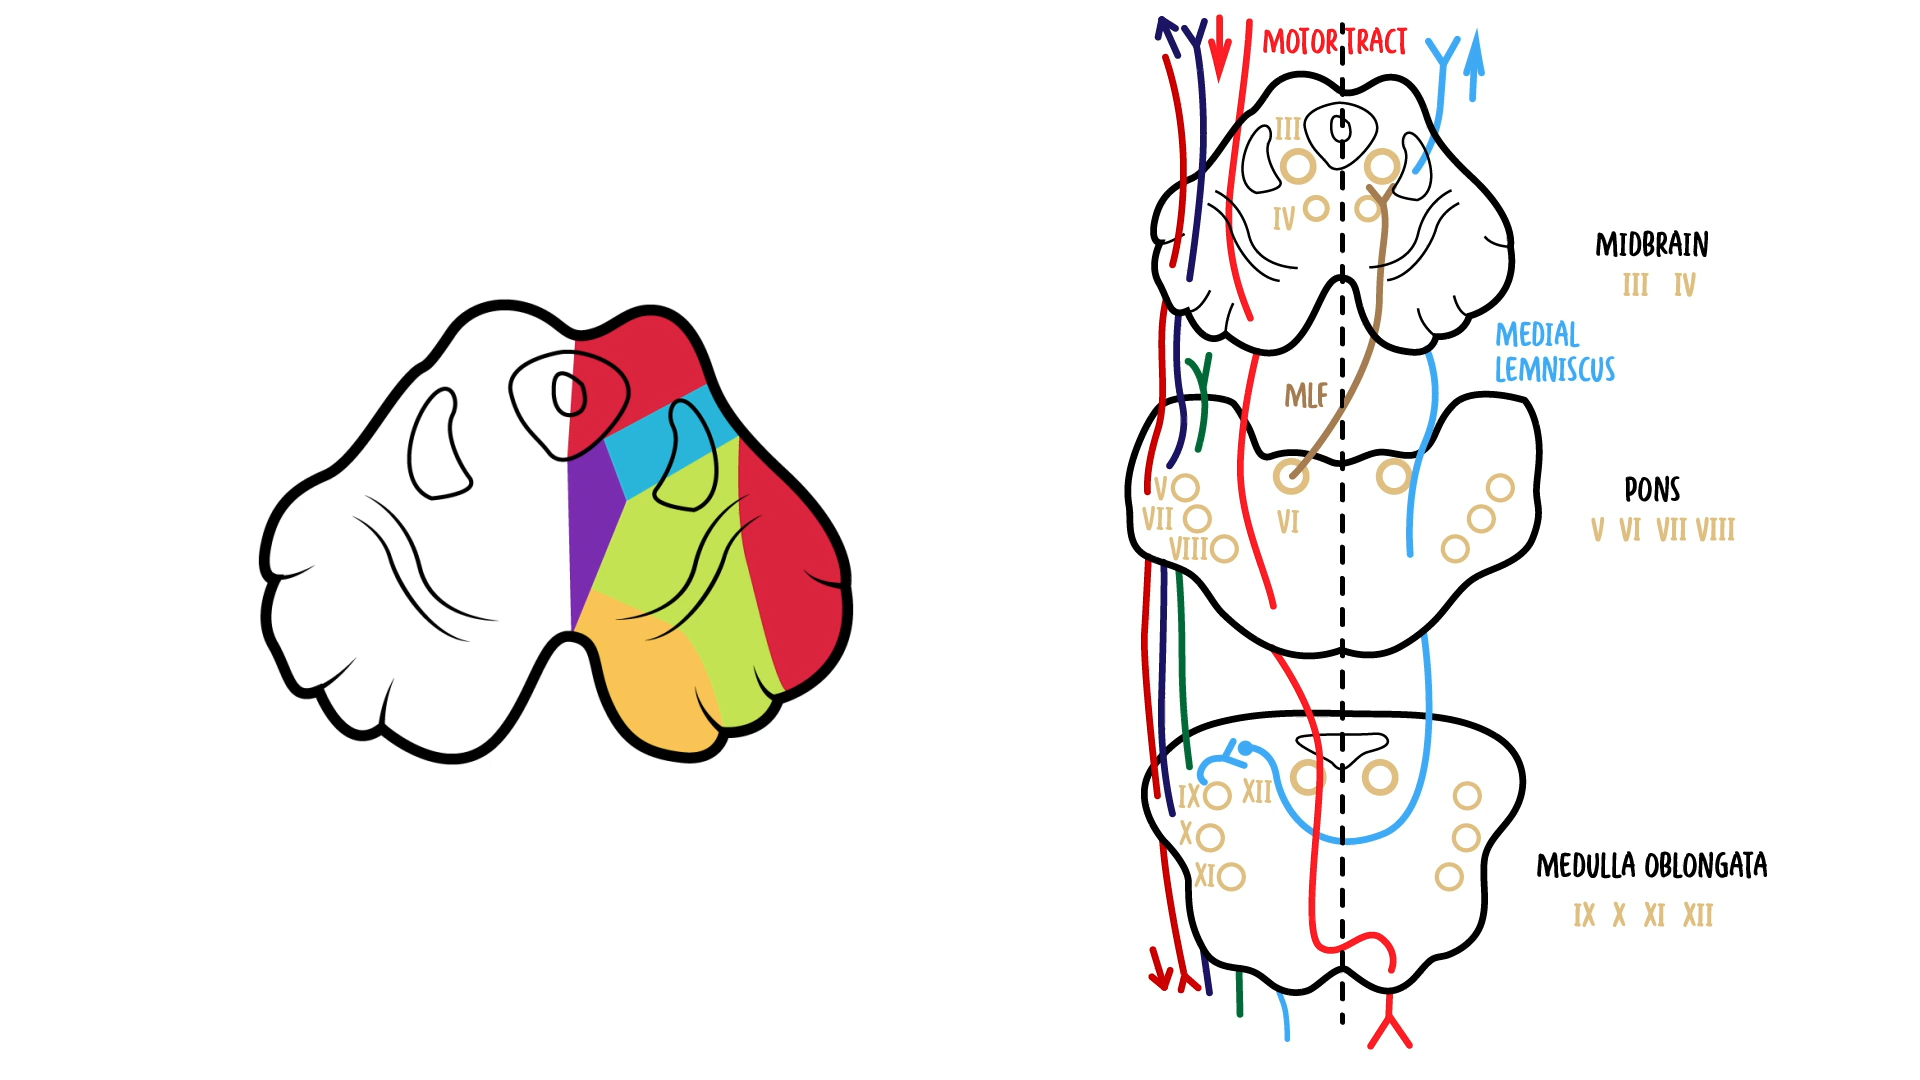 MOTOR TRACT
III
IV
MIDBRAIN
III IV
MEDIAL
LEMNISCUS
MLF
V
VII
VIII
VI
PONS
V VI VII VIII
IX
XII
X
XI
MEDULLA OBLONGATA
IX X XI XII